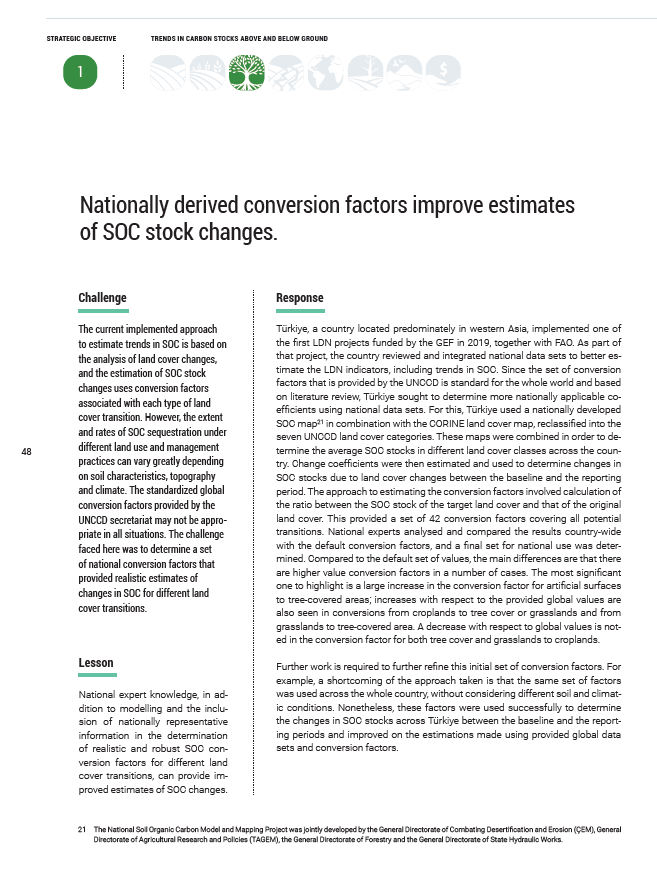 STRATEGIC OBJECTIVE
TRENDS IN CARBON STOCKS ABOVE AND BELOW GROUND
1
$
Nationally derived conversion factors improve estimates
of SOC stock changes.
Challenge
The current implemented approach
to estimate trends in SOC is based on
the analysis of land cover changes,
and the estimation of SOC stock
changes uses conversion factors
associated with each type of land
cover transition. However, the extent
and rates of SOC sequestration under
different land use and management
practices can vary greatly depending
on soil characteristics, topography
and climate. The standardized global
conversion factors provided by the
UNCCD secretariat may not be appro-
priate in all situations. The challenge
faced here was to determine a set
of national conversion factors that
provided realistic estimates of
changes in SOC for different land
cover transitions.
Lesson
National expert knowledge, in ad-
dition to modelling and the inclu-
sion of nationally representative
information in the determination
of realistic and robust SOC con-
version factors for different land
cover transitions, can provide im-
proved estimates of SOC changes.
Response
Türkiye, a country located predominately in western Asia, implemented one of
the first LDN projects funded by the GEF in 2019, together with FAO. As part of
that project, the country reviewed and integrated national data sets to better es-
timate the LDN indicators, including trends in SOC. Since the set of conversion
factors that is provided by the UNCCD is standard for the whole world and based
on literature review, Türkiye sought to determine more nationally applicable co-
efficients using national data sets. For this, Türkiye used a nationally developed
SOC map21 in combination with the CORINE land cover map, reclassified into the
seven UNCCD land cover categories. These maps were combined in order to de-
termine the average SOC stocks in different land cover classes across the coun-
try. Change coefficients were then estimated and used to determine changes in
SOC stocks due to land cover changes between the baseline and the reporting
period. The approach to estimating the conversion factors involved calculation of
the ratio between the SOC stock of the target land cover and that of the original
land cover. This provided a set of 42 conversion factors covering all potential
transitions. National experts analysed and compared the results country-wide
with the default conversion factors, and a final set for national use was deter-
mined. Compared to the default set of values, the main differences are that there
are higher value conversion factors in a number of cases. The most significant
one to highlight is a large increase in the conversion factor for artificial surfaces
to tree-covered areas; increases with respect to the provided global values are
also seen in conversions from croplands to tree cover or grasslands and from
grasslands to tree-covered area. A decrease with respect to global values is not-
ed in the conversion factor for both tree cover and grasslands to croplands.
Further work is required to further refine this initial set of conversion factors. For
example, a shortcoming of the approach taken is that the same set of factors
was used across the whole country, without considering different soil and climat-
ic conditions. Nonetheless, these factors were used successfully to determine
the changes in SOC stocks across Türkiye between the baseline and the report-
ing periods and improved on the estimations made using provided global data
sets and conversion factors.
48
21 The National Soil Organic Carbon Model and Mapping Project was jointly developed by the General Directorate of Combating Desertification and Erosion (ÇEM), General
Directorate of Agricultural Research and Policies (TAGEM), the General Directorate of Forestry and the General Directorate of State Hydraulic Works.